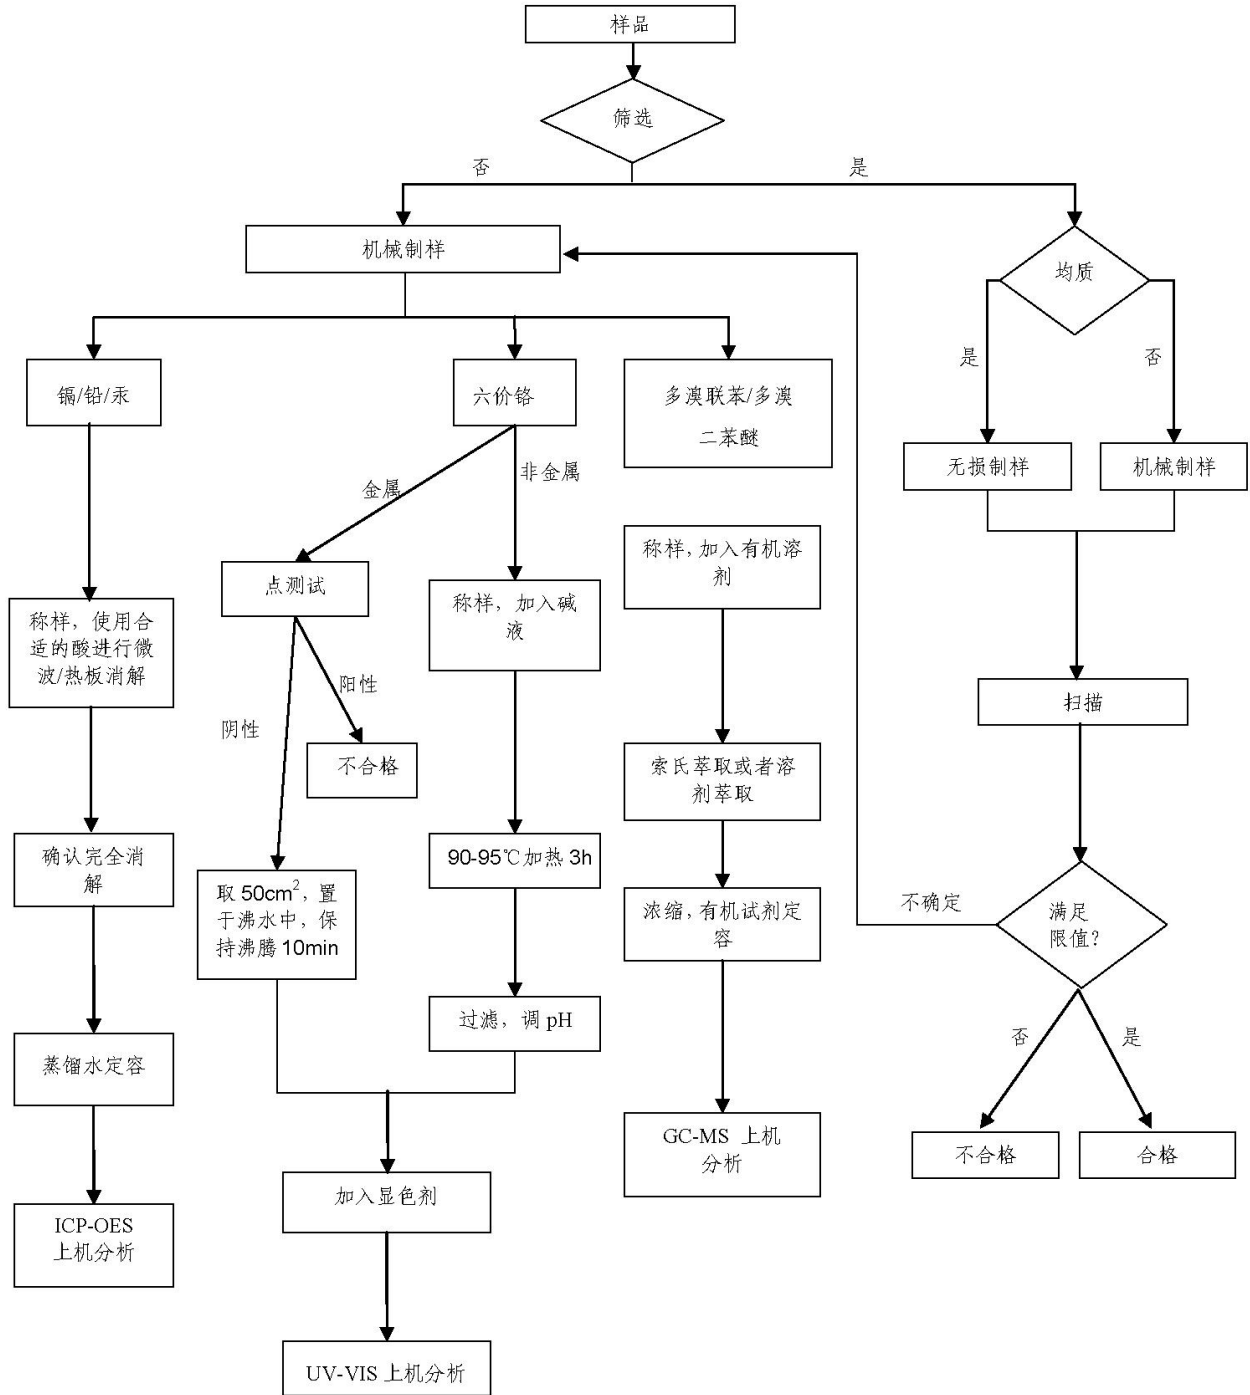 样品
筛选
否
是
机械制样
均质
是
否
镉/铅/汞
六价铬
多溴联苯/多溴
二苯醚
无损制样
机械制样
金属
非金属
称样,加入有机溶
剂
点测试
称样，加入碱
液
称样，使用合
适的酸进行微
波/热板消解
阳性
阴性
扫描
不合格
索氏萃取或者溶
剂萃取
确认完全消
解
90-95℃加热 3h
取 50cm²，置
于沸水中，保
持沸腾 10min
浓缩,有机试剂定
容
不确定
满足
限值?
过滤，调 pH
蒸馏水定容
否
是
GC-MS 上机
分析
不合格
合格
加入显色剂
ICP-OES
上机分析
UV-VIS 上机分析